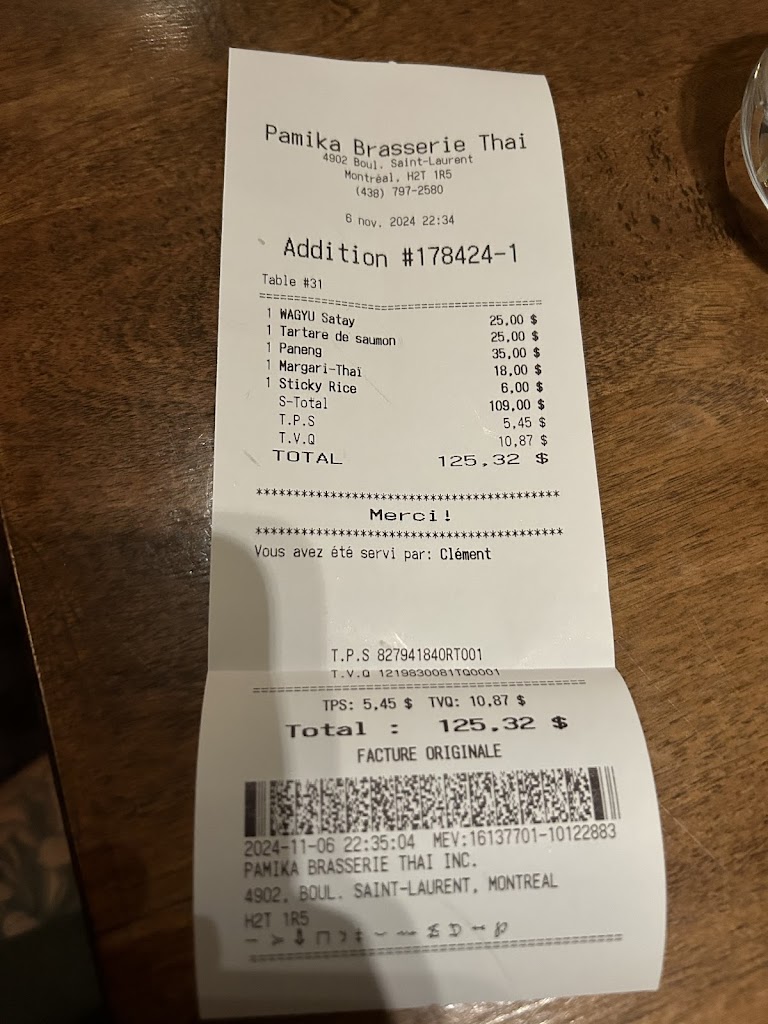 Pamika Brasserie Thai
4902 Boul. Saint-Laurent
Montréal, H2T 1R5
(438) 797-2580
6 nov. 2024 22:34
Addition #178424-1
Table #31
========================================
1 WAGYU Satay 25,00 $
1 Tartare de saumon 25,00 $
1 Paneng 35,00 $
1 Margari-Thaï 18,00 $
1 Sticky Rice 6,00 $
S-Total 109,00 $
T.P.S 5,45 $
T.V.Q 10,87 $
TOTAL 125,32 $
****************************************
Merci!
****************************************
Vous avez été servi par: Clément
T.P.S 827941840RT001
T.V.Q 1219830081TQ0001
==========================================
TPS: 5,45 $ TVQ: 10,87 $
Total : 125,32 $
FACTURE ORIGINALE
2024-11-06 22:35:04 MEV:16137701-10122883
PAMIKA BRASSERIE THAI INC.
4902, BOUL. SAINT-LAURENT, MONTREAL
H2T 1R5
==========================================